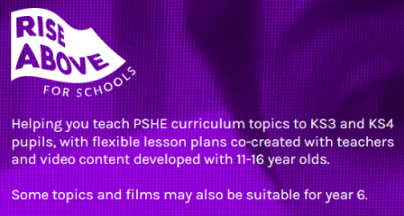 RISE
ABOVE
FOR SCHOOLS
Helping you teach PSHE curriculum topics to KS3 and KS4
pupils, with flexible lesson plans co-created with teachers
and video content developed with 11-16 year olds.
Some topics and films may also be suitable for year 6.